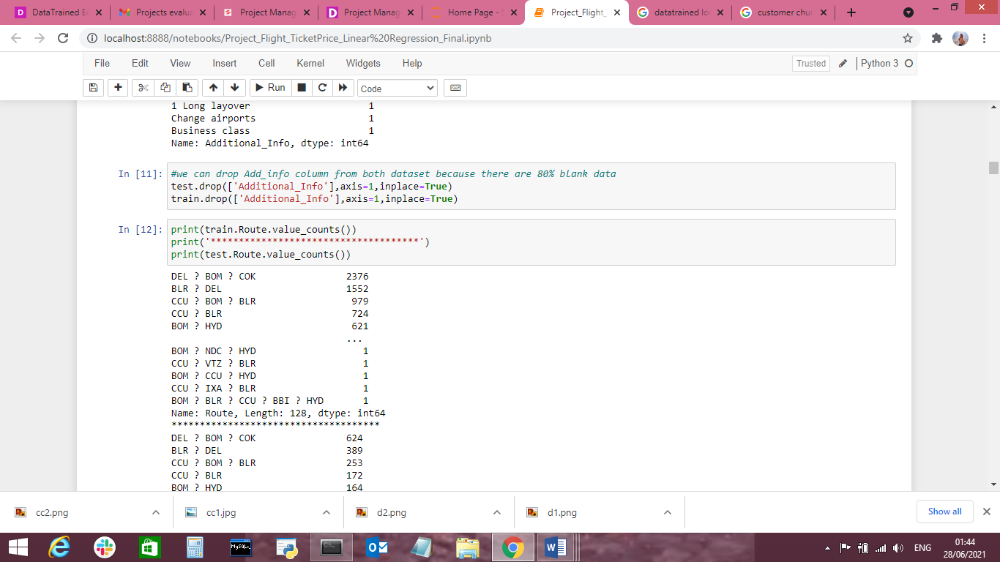 DataTrained Ec
Projects evalua
Project Manag
Project Manag
Home Page -
Project_Flight_
datatrained lo
customer chur
localhost:8888/notebooks/Project_Flight_TicketPrice_Linear%20Regression_Final.ipynb
File Edit View Insert Cell Kernel Widgets Help Trusted Python 3
Run Code
1 Long layover 1
Change airports 1
Business class 1
Name: Additional_Info, dtype: int64
In [11]: #we can drop Add_info column from both dataset because there are 80% blank data
test.drop(['Additional_Info'],axis=1,inplace=True)
train.drop(['Additional_Info'],axis=1,inplace=True)
In [12]: print(train.Route.value_counts())
print('*************************************')
print(test.Route.value_counts())
DEL ? BOM ? COK 2376
BLR ? DEL 1552
CCU ? BOM ? BLR 979
CCU ? BLR 724
BOM ? HYD 621
...
BOM ? NDC ? HYD 1
CCU ? VTZ ? BLR 1
BOM ? CCU ? HYD 1
CCU ? IXA ? BLR 1
BOM ? BLR ? CCU ? BBI ? HYD 1
Name: Route, Length: 128, dtype: int64
*************************************
DEL ? BOM ? COK 624
BLR ? DEL 389
CCU ? BOM ? BLR 253
CCU ? BLR 172
BOM ? HYD 164
cc2.png cc1.jpg d2.png d1.png Show all
MySQL
ENG 01:44
28/06/2021